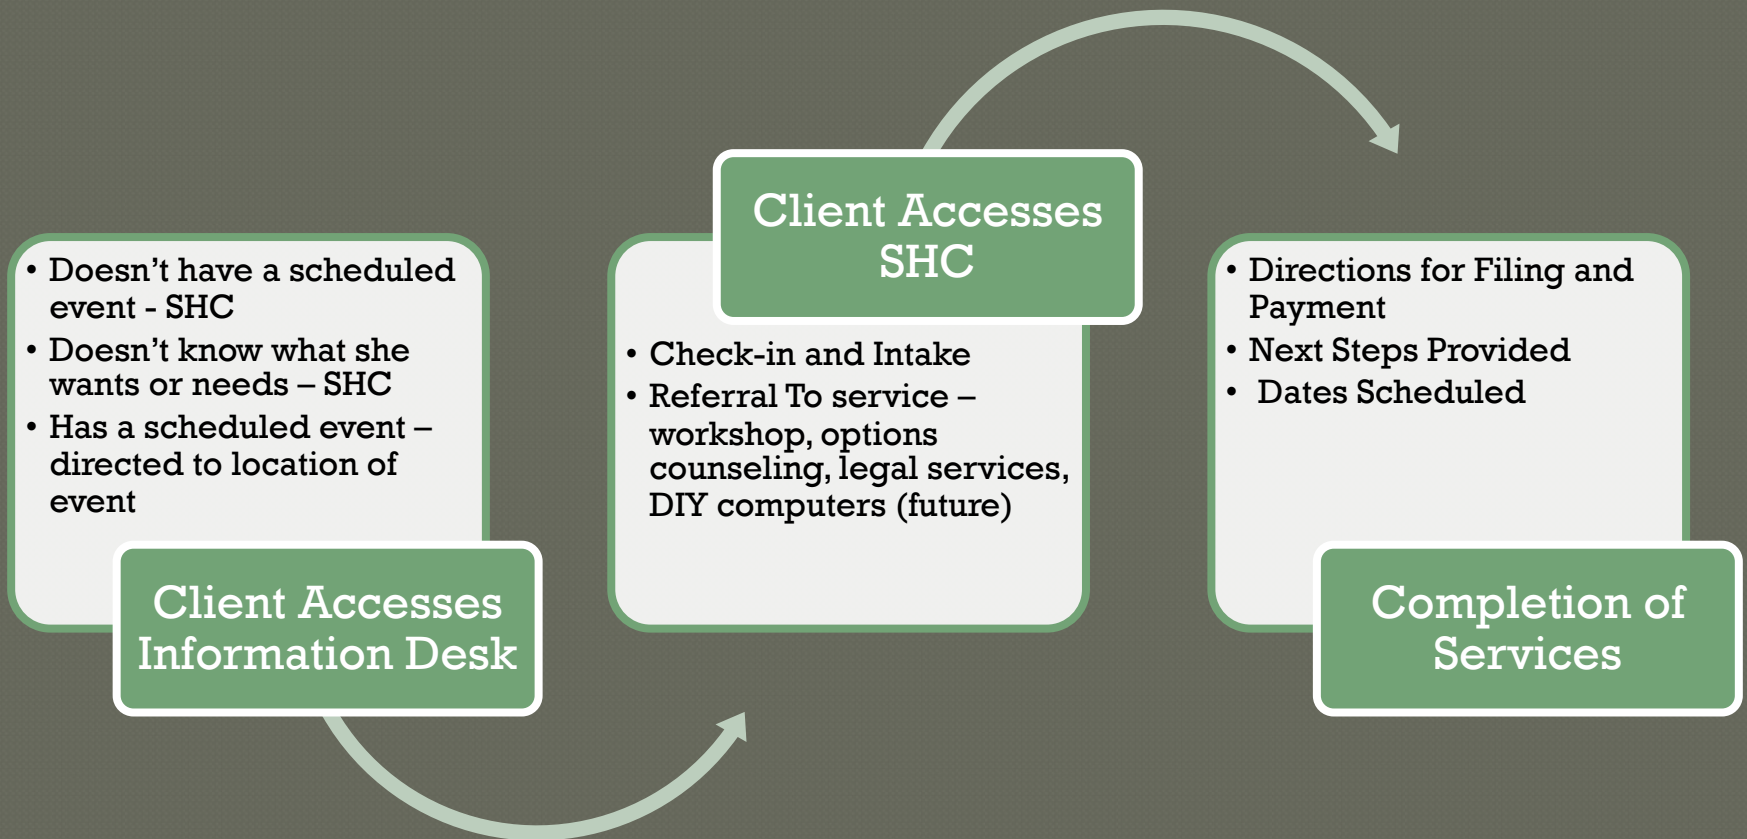 • Doesn’t have a scheduled
event - SHC
• Doesn’t know what she
wants or needs – SHC
• Has a scheduled event –
directed to location of
event
Client Accesses
Information Desk
Client Accesses
SHC
• Check-in and Intake
• Referral To service –
workshop, options
counseling, legal services,
DIY computers (future)
• Directions for Filing and
Payment
• Next Steps Provided
• Dates Scheduled
Completion of
Services